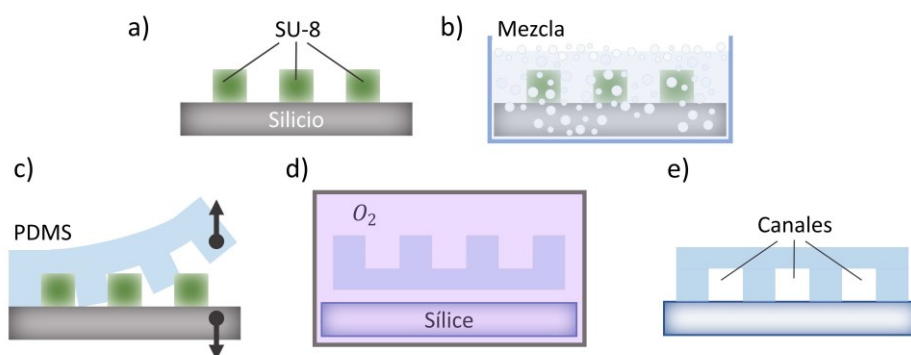 a)
SU-8
Silicio
b)
Mezcla
c)
PDMS
d)
O₂
Sílice
e)
Canales